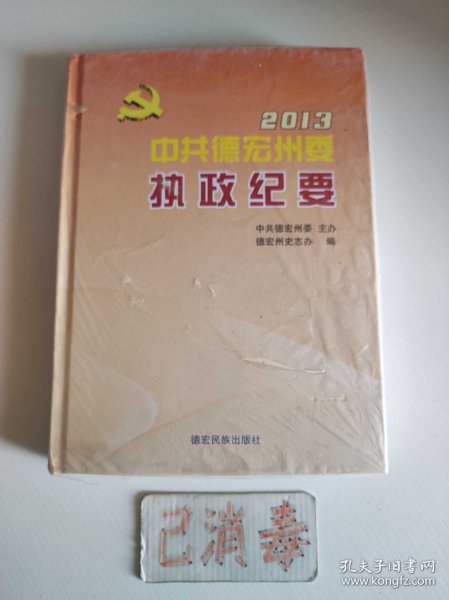 2013
中共德宏州委
执政纪要
中共德宏州委 主办
德宏州史志办 编
德宏民族出版社
已消毒
孔夫子旧书网
www.kongfz.com